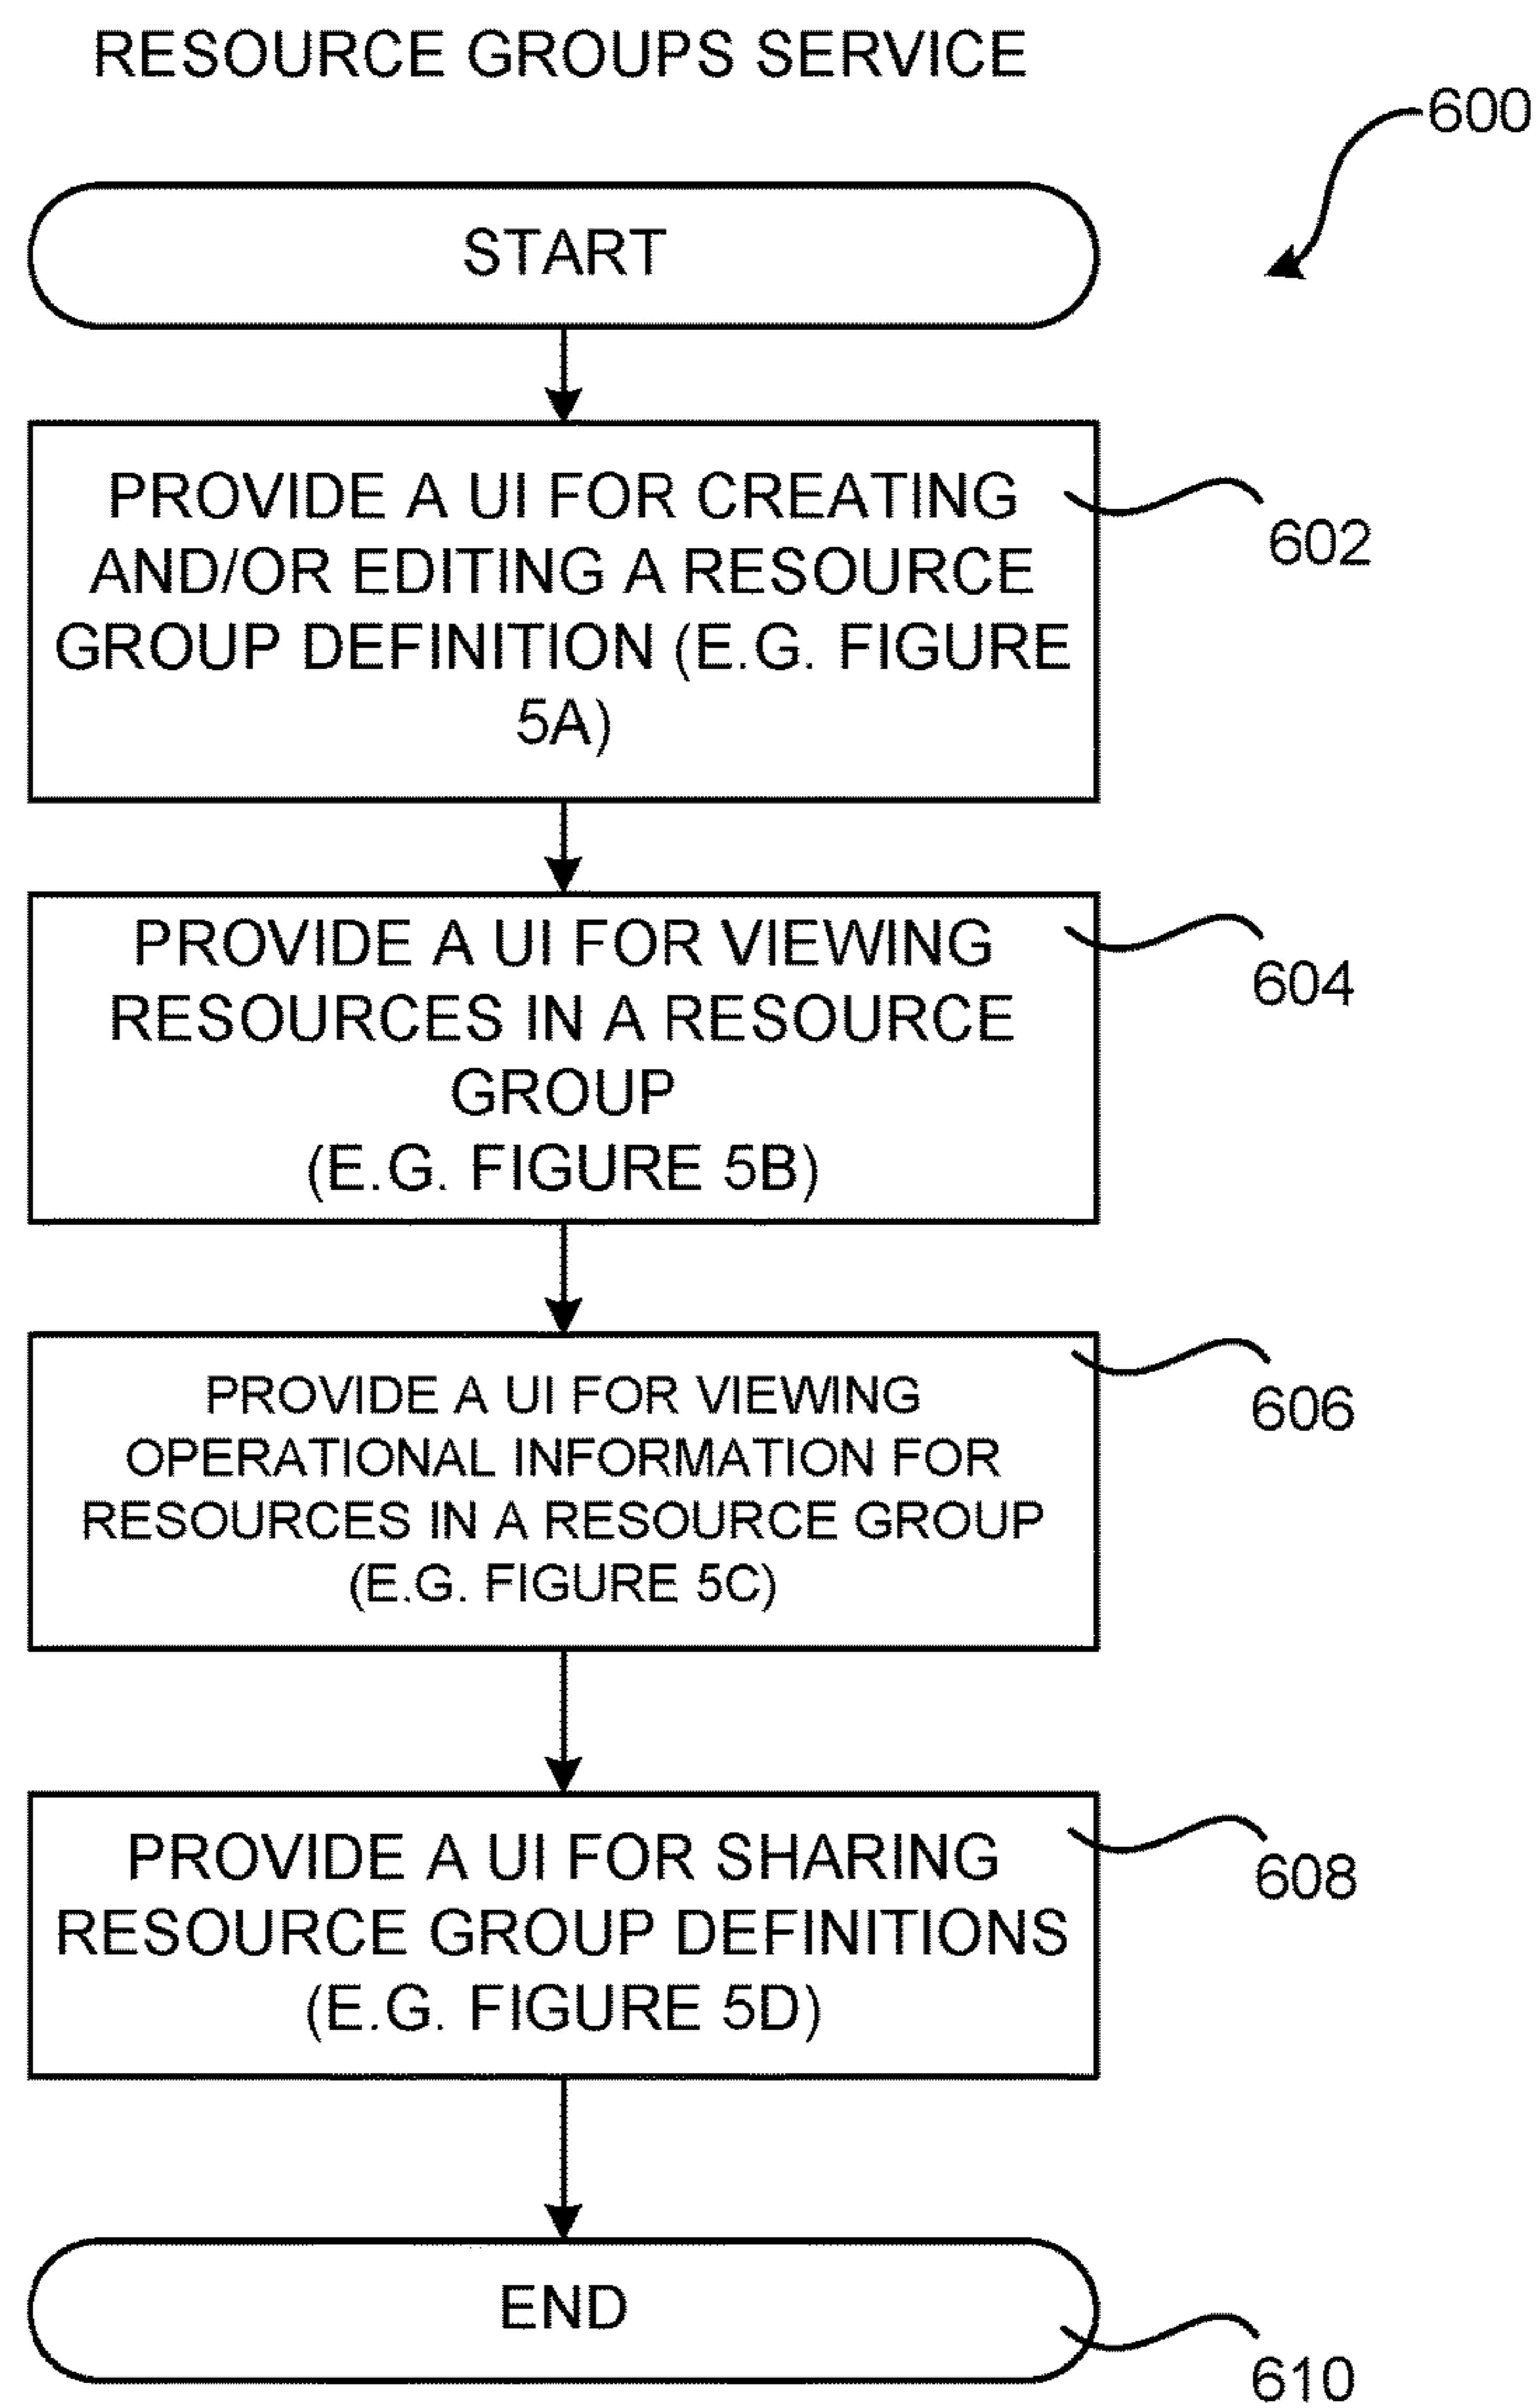 RESOURCE GROUPS SERVICE
600
START
PROVIDE A UI FOR CREATING
AND/OR EDITING A RESOURCE
GROUP DEFINITION (E.G. FIGURE
5A)
602
PROVIDE A UI FOR VIEWING
RESOURCES IN A RESOURCE
GROUP
(E.G. FIGURE 5B)
604
PROVIDE A UI FOR VIEWING
OPERATIONAL INFORMATION FOR
RESOURCES IN A RESOURCE GROUP
(E.G. FIGURE 5C)
606
PROVIDE A UI FOR SHARING
RESOURCE GROUP DEFINITIONS
(E.G. FIGURE 5D)
608
END
610